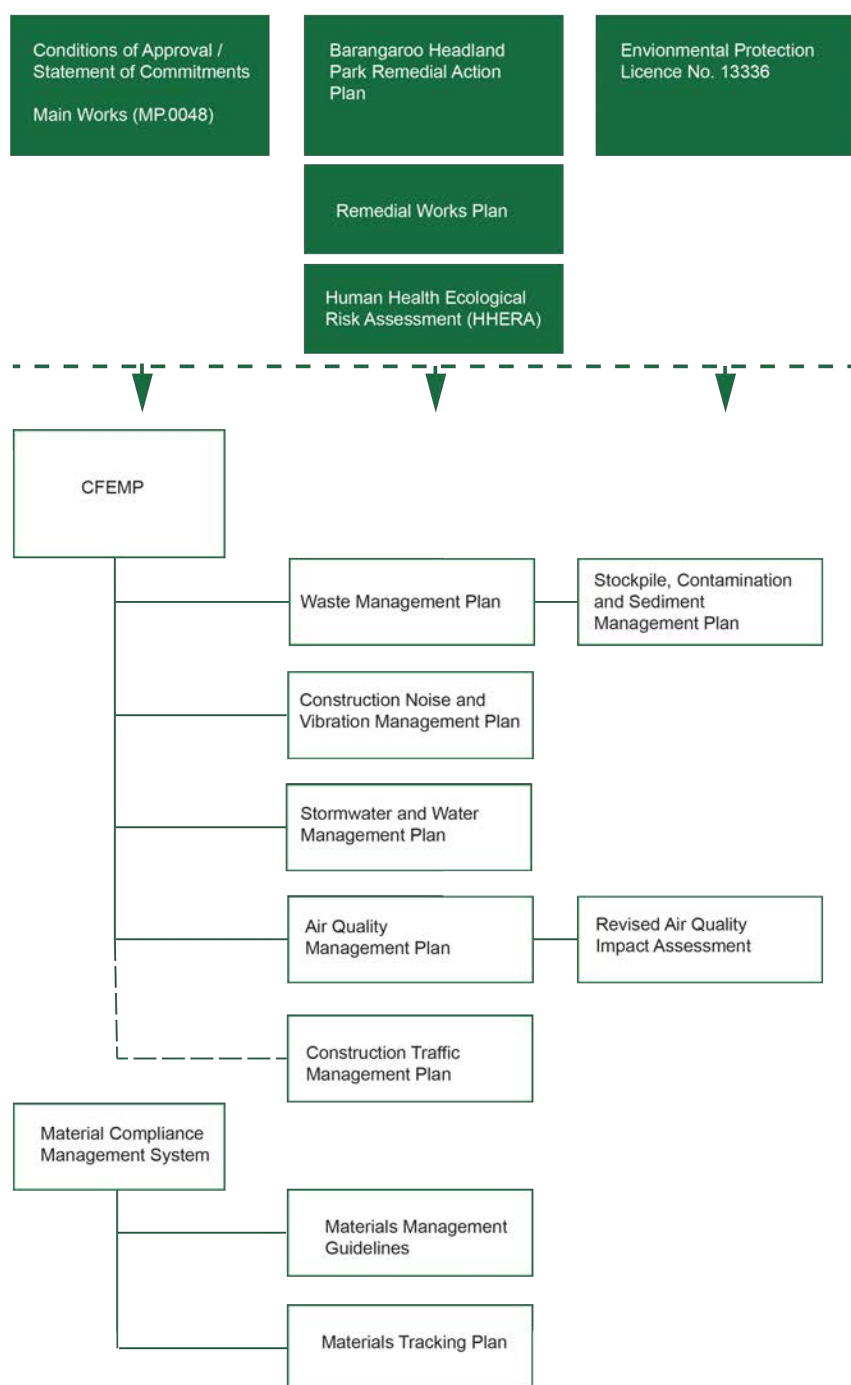 Conditions of Approval /
Statement of Commitments
Main Works (MP.0048)
Barangaroo Headland
Park Remedial Action
Plan
Envionmental Protection
Licence No. 13336
Remedial Works Plan
Human Health Ecological
Risk Assessment (HHERA)
CFEMP
Waste Management Plan
Stockpile, Contamination
and Sediment
Management Plan
Construction Noise and
Vibration Management Plan
Stormwater and Water
Management Plan
Air Quality
Management Plan
Revised Air Quality
Impact Assessment
Construction Traffic
Management Plan
Material Compliance
Management System
Materials Management
Guidelines
Materials Tracking Plan